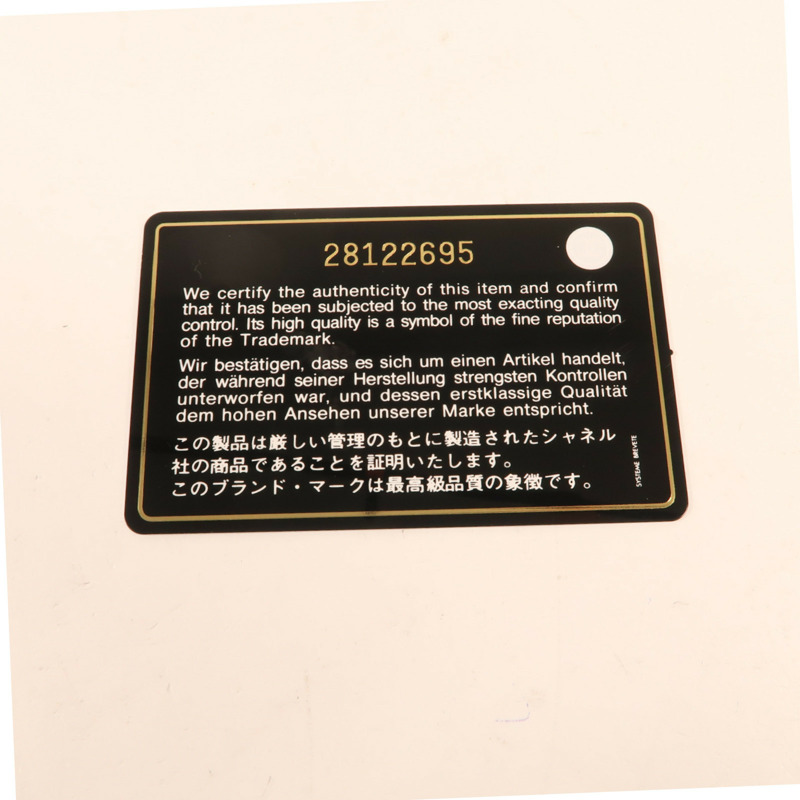 28122695
We certify the authenticity of this item and confirm
that it has been subjected to the most exacting quality
control. Its high quality is a symbol of the fine reputation
of the Trademark.
Wir bestätigen, dass es sich um einen Artikel handelt,
der während seiner Herstellung strengsten Kontrollen
unterworfen war, und dessen erstklassige Qualität
dem hohen Ansehen unserer Marke entspricht.
この製品は厳しい管理のもとに製造されたシャネル
社の商品であることを証明いたします。
このブランド・マークは最高級品質の象徴です。
SYSTEME BREVETE